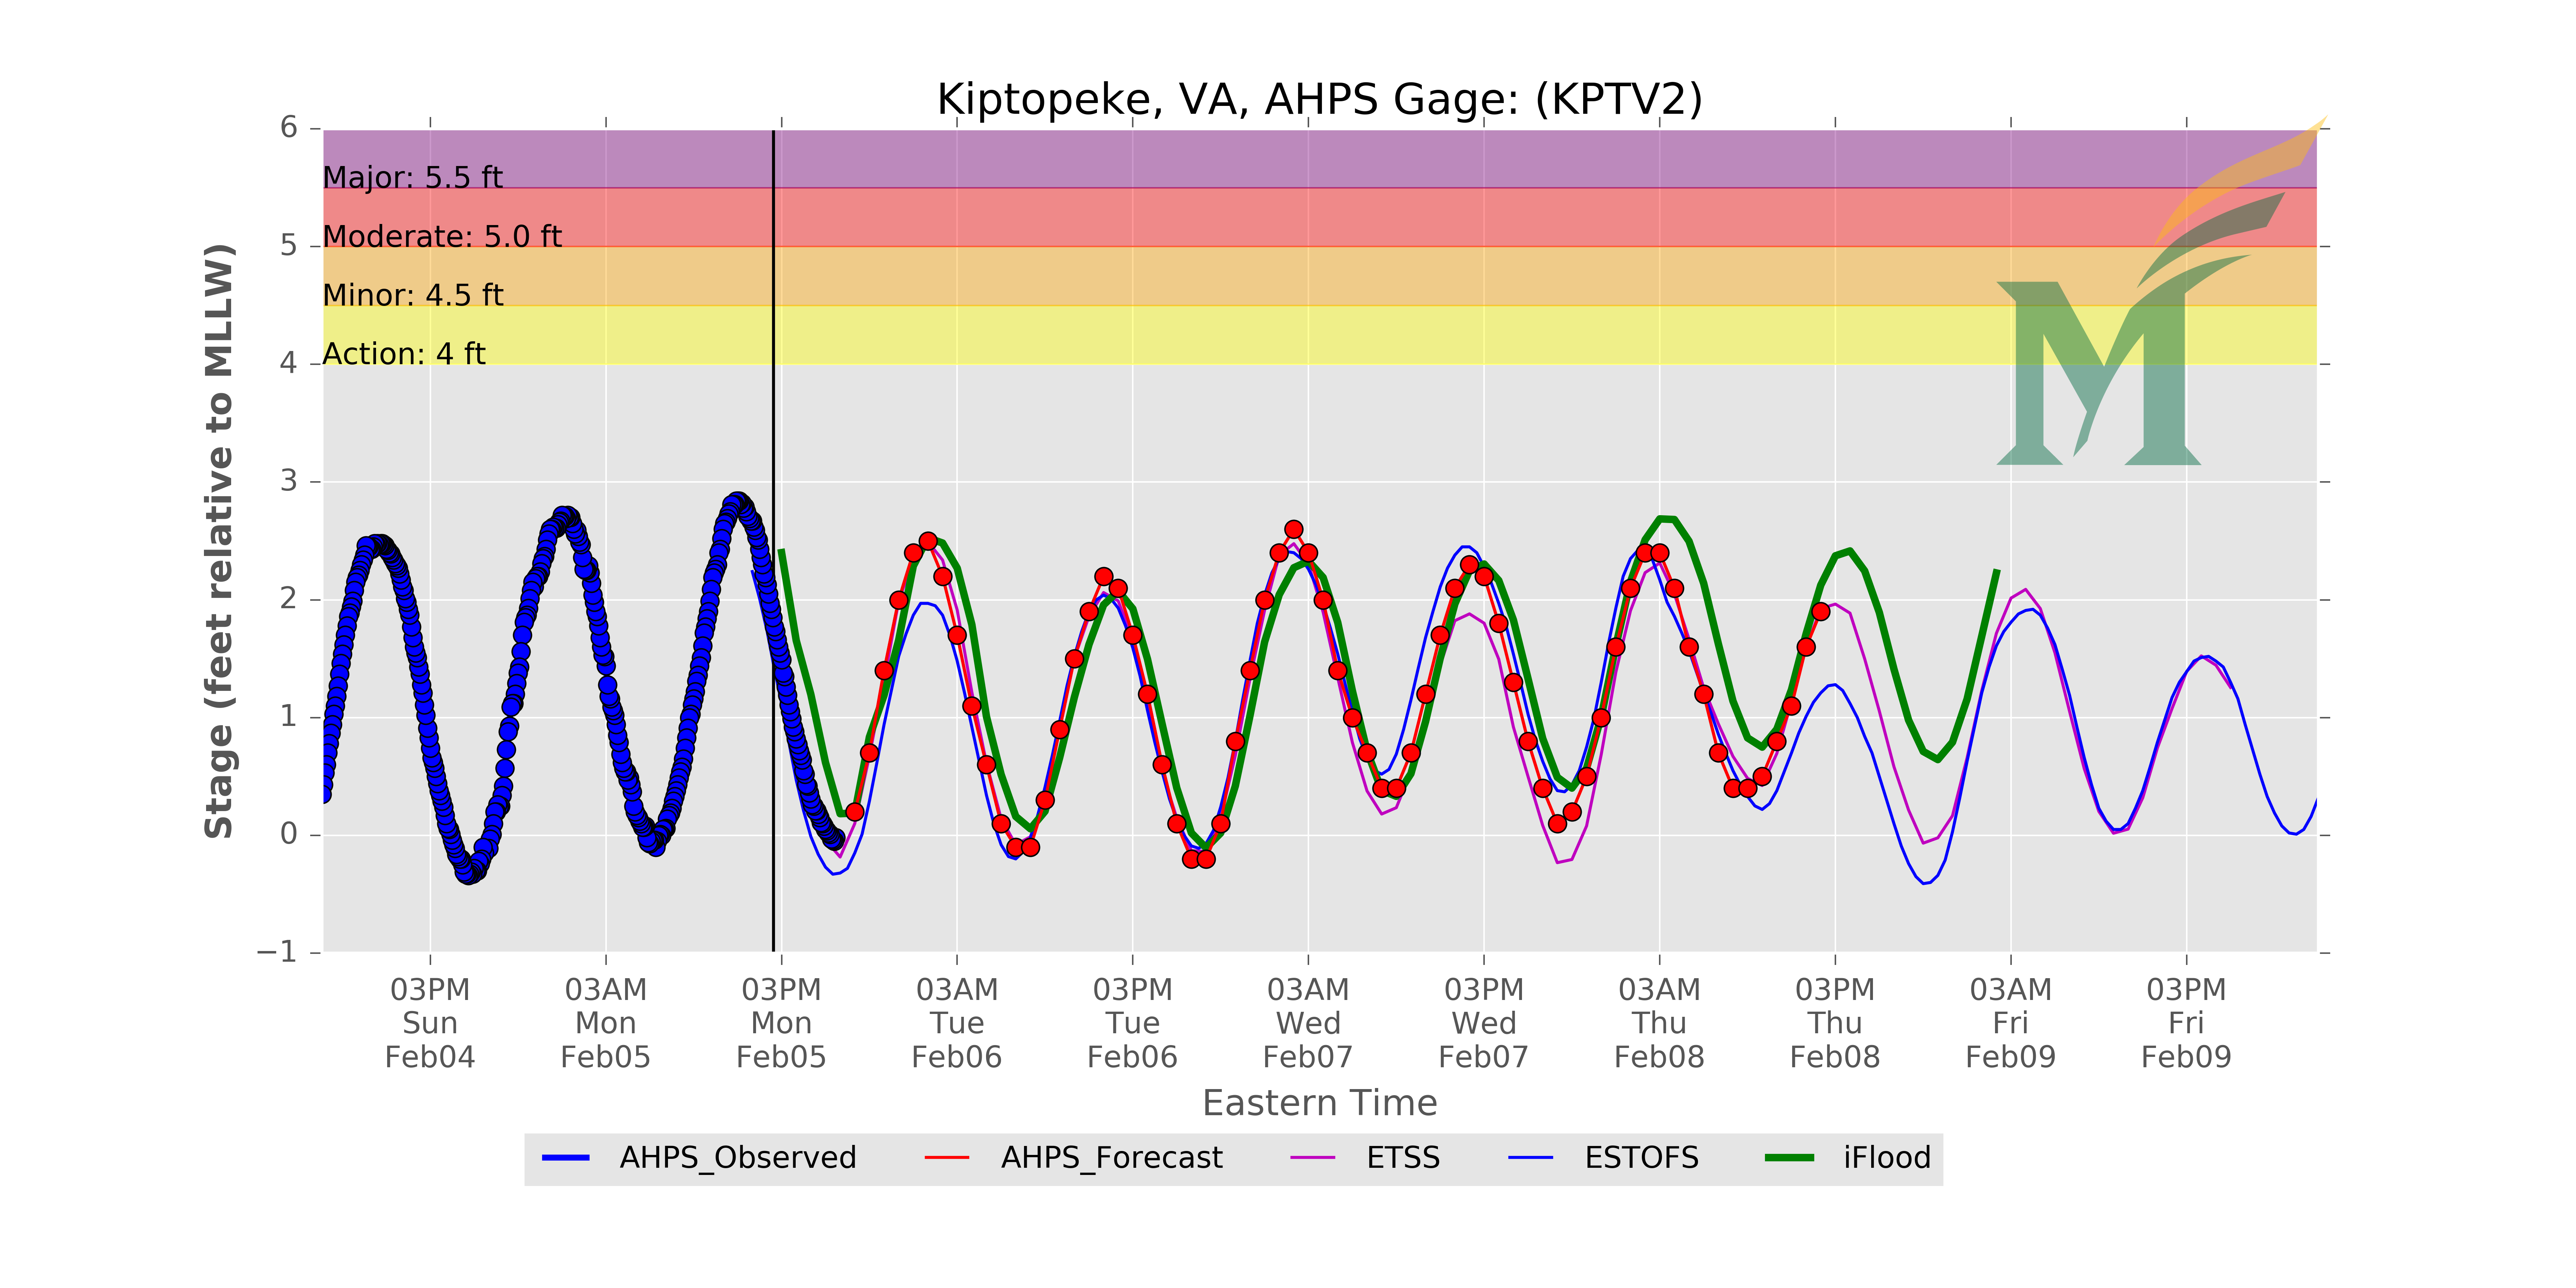 Kiptopeke, VA, AHPS Gage: (KPTV2)
6
5
4
3
2
1
0
−1
Stage (feet relative to MLLW)
Major: 5.5 ft
Moderate: 5.0 ft
Minor: 4.5 ft
Action: 4 ft
M
03PM 03AM 03PM 03AM 03PM 03AM 03PM 03AM 03PM 03AM 03PM
Sun Mon Mon Tue Tue Wed Wed Thu Thu Fri Fri
Feb04 Feb05 Feb05 Feb06 Feb06 Feb07 Feb07 Feb08 Feb08 Feb09 Feb09
Eastern Time
AHPS_Observed AHPS_Forecast ETSS ESTOFS iFlood